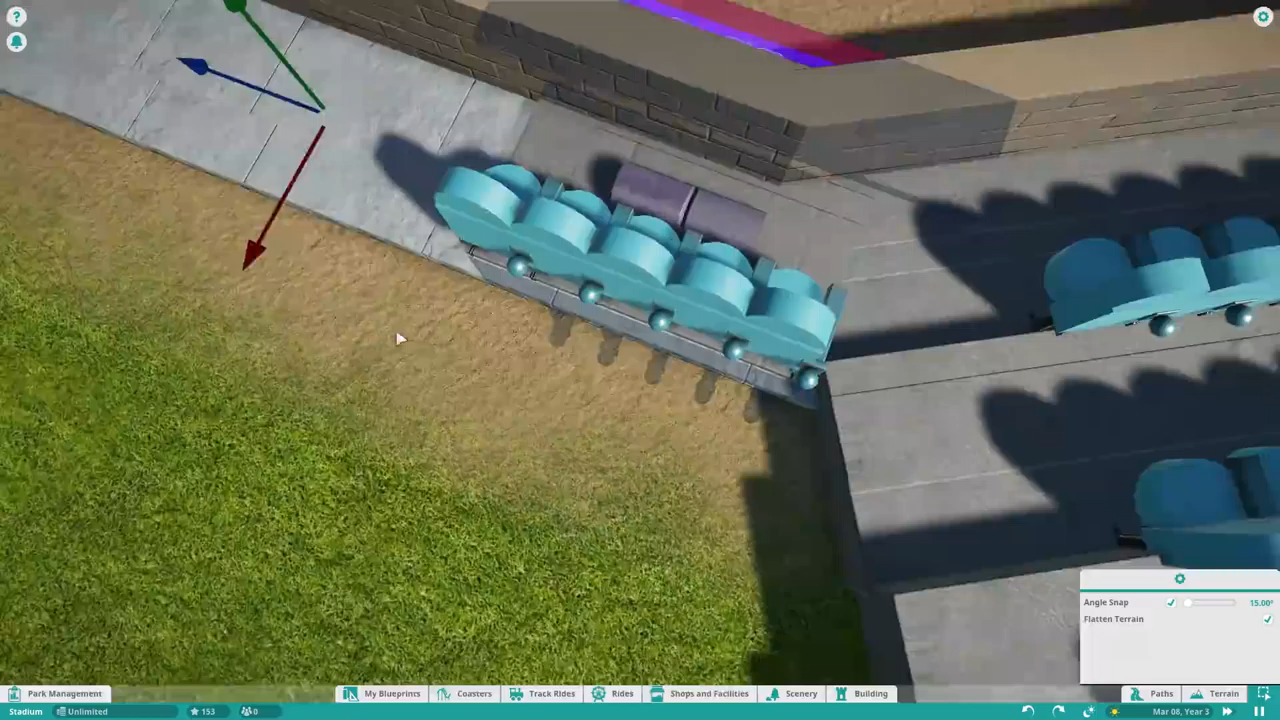 ?
Angle Snap 15.00°
Flatten Terrain
Park Management My Blueprints Coasters Track Rides Rides Shops and Facilities Scenery Building Paths Terrain
Stadium Unlimited 153 0 Mar 08, Year 3